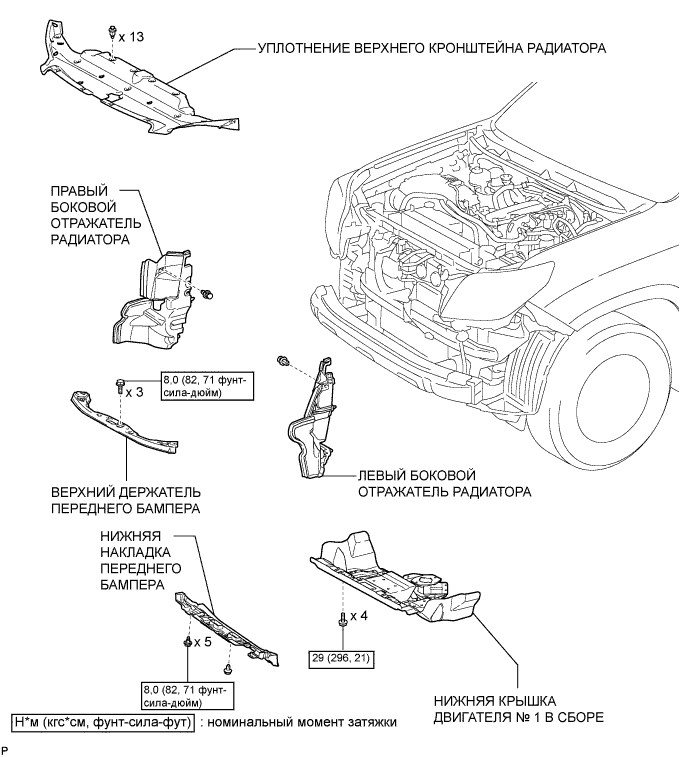 x 13
УПЛОТНЕНИЕ ВЕРХНЕГО КРОНШТЕЙНА РАДИАТОРА
ПРАВЫЙ
БОКОВОЙ
ОТРАЖАТЕЛЬ
РАДИАТОРА
8,0 (82, 71 фунт-
сила-дюйм)
x 3
ЛЕВЫЙ БОКОВОЙ
ОТРАЖАТЕЛЬ РАДИАТОРА
ВЕРХНИЙ ДЕРЖАТЕЛЬ
ПЕРЕДНЕГО БАМПЕРА
НИЖНЯЯ
НАКЛАДКА
ПЕРЕДНЕГО
БАМПЕРА
x 4
x 5
29 (296, 21)
8,0 (82, 71 фунт-
сила-дюйм)
НИЖНЯЯ КРЫШКА
ДВИГАТЕЛЯ № 1 В СБОРЕ
Н*м (кгс*см, фунт-сила-фут) : номинальный момент затяжки
P